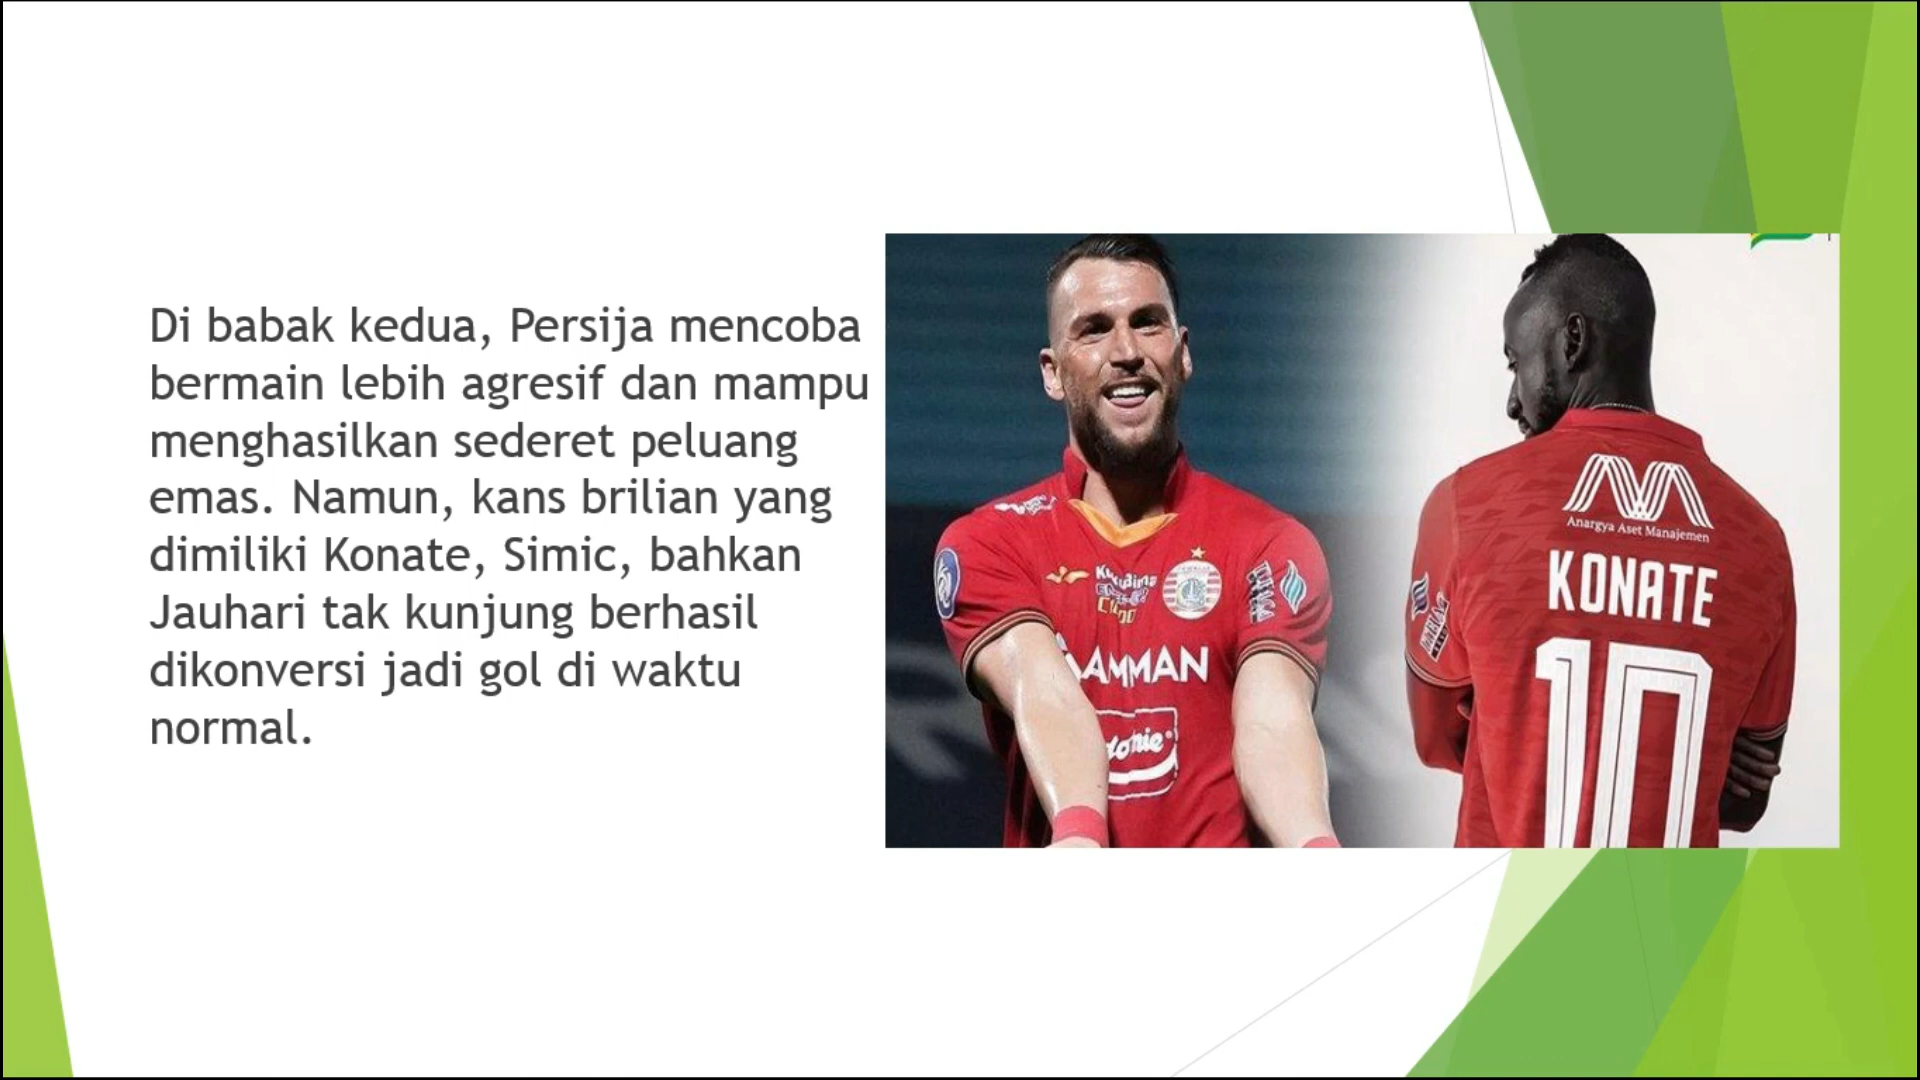 Di babak kedua, Persija mencoba
bermain lebih agresif dan mampu
menghasilkan sederet peluang
emas. Namun, kans brilian yang
dimiliki Konate, Simic, bahkan
Jauhari tak kunjung berhasil
dikonversi jadi gol di waktu
normal.
Anargya Aset Manajemen
KONATE
10